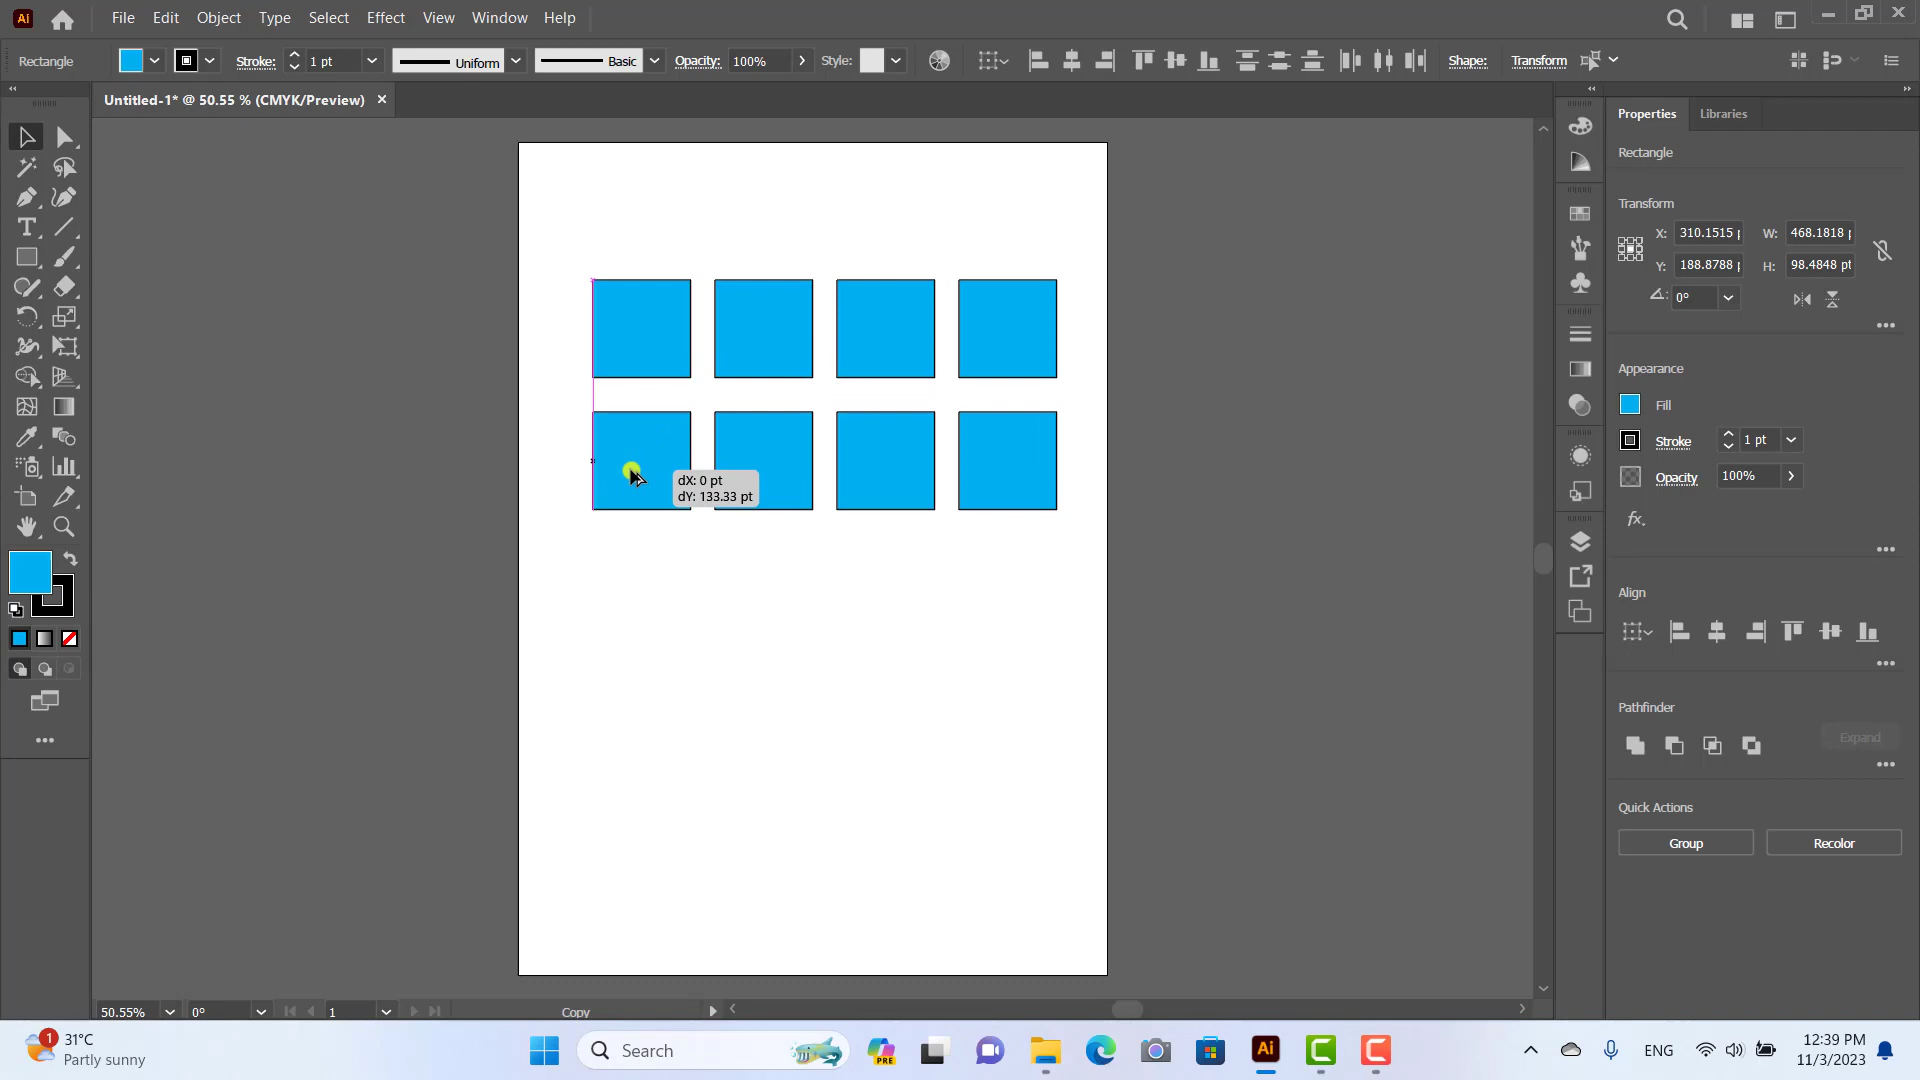 Ai File Edit Object Type Select Effect View Window Help
Rectangle Stroke: 1 pt Uniform Basic Opacity: 100% Style: Shape: Transform
Untitled-1* @ 50.55 % (CMYK/Preview) ×
Properties Libraries
Rectangle
Transform
X: 310.1515 W: 468.1818
Y: 188.8788 H: 98.4848 pt
0°
Appearance
Fill
Stroke 1 pt
Opacity 100%
fx.
dX: 0 pt
dY: 133.33 pt
Align
Pathfinder
Expand
Quick Actions
Group Recolor
50.55% 0° 1 Copy
1 31°C
Partly sunny
Search
PRE
Ai
ENG
12:39 PM
11/3/2023